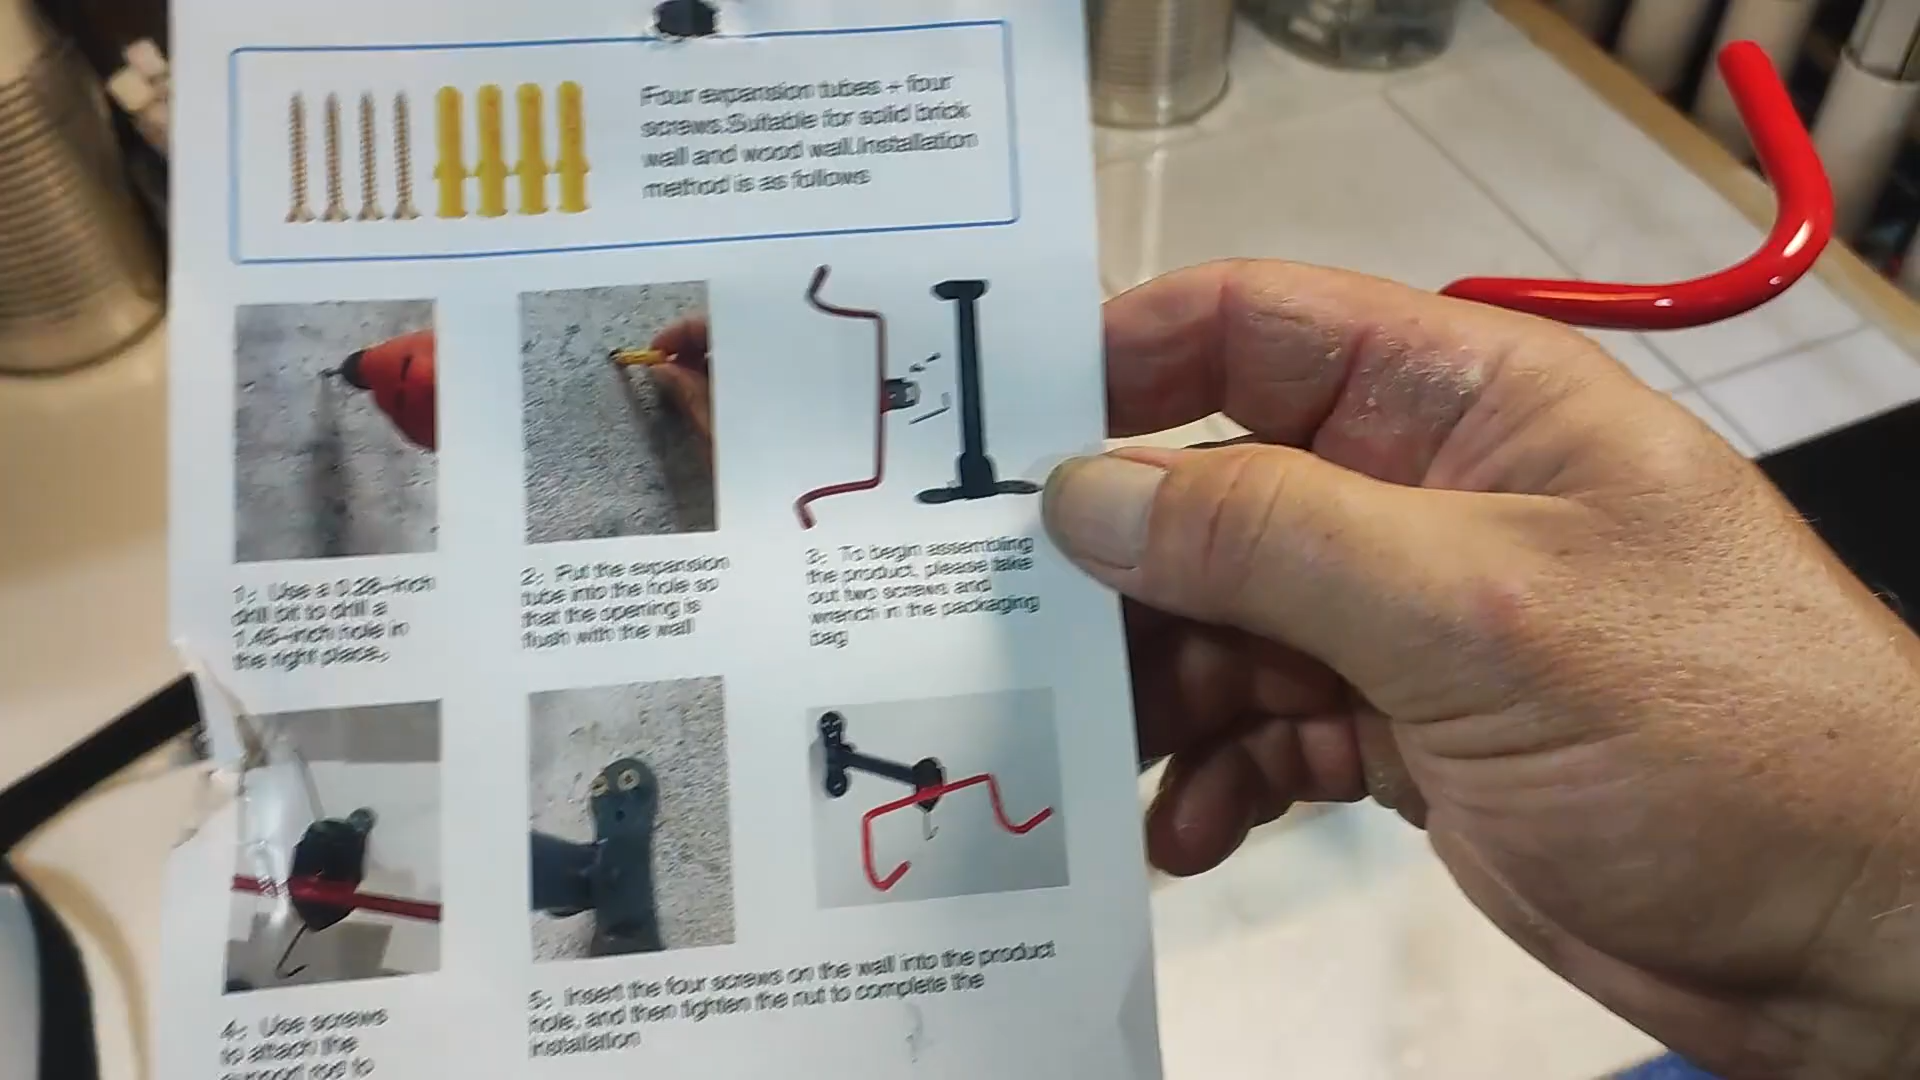 Four expansion tubes + four
screws.Suitable for solid brick
wall and wood wall.Installation
method is as follows
1: Use a 0.28-inch
drill bit to drill a
1.45-inch hole in
the right place.
2: Put the expansion
tube into the hole so
that the opening is
flush with the wall
3: To begin assembling
the product, please take
out two screws and
wrench in the packaging
bag
4: Use screws
to attach the
support rod to
5: Insert the four screws on the wall into the product
hole, and then tighten the nut to complete the
installation